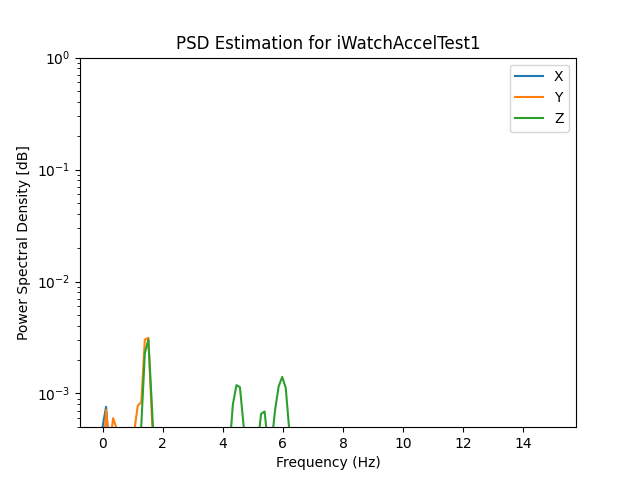 PSD Estimation for iWatchAccelTest1
Power Spectral Density [dB]
10⁰
10⁻¹
10⁻²
10⁻³
X
Y
Z
0 2 4 6 8 10 12 14
Frequency (Hz)